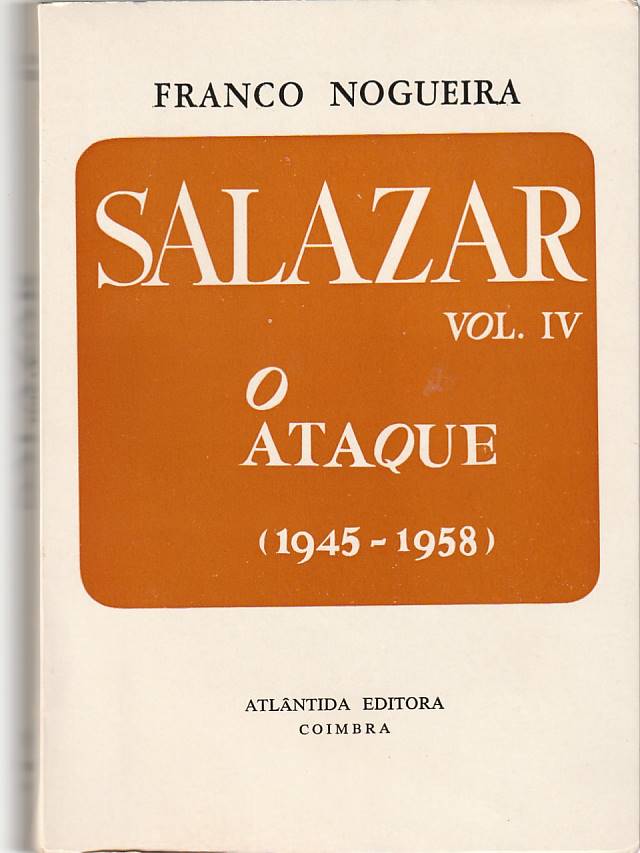 FRANCO NOGUEIRA
SALAZAR
VOL. IV
O
ATAQUE
(1945-1958)
ATLÂNTIDA EDITORA
COIMBRA